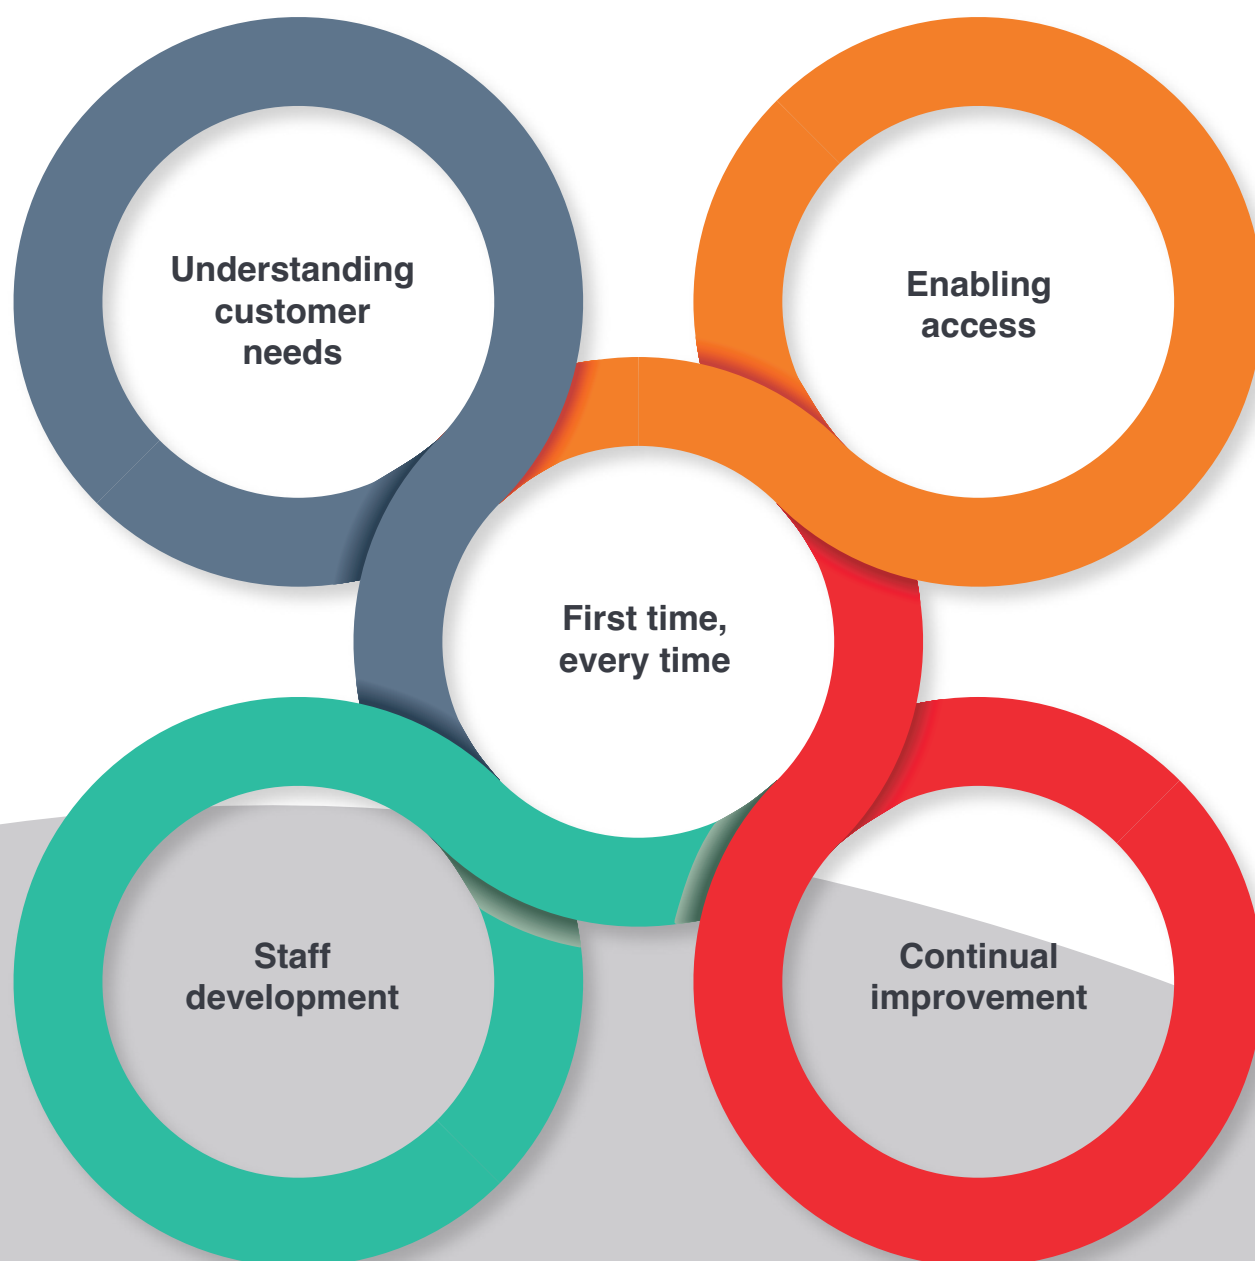 Understanding
customer
needs
Enabling
access
First time,
every time
Staff
development
Continual
improvement